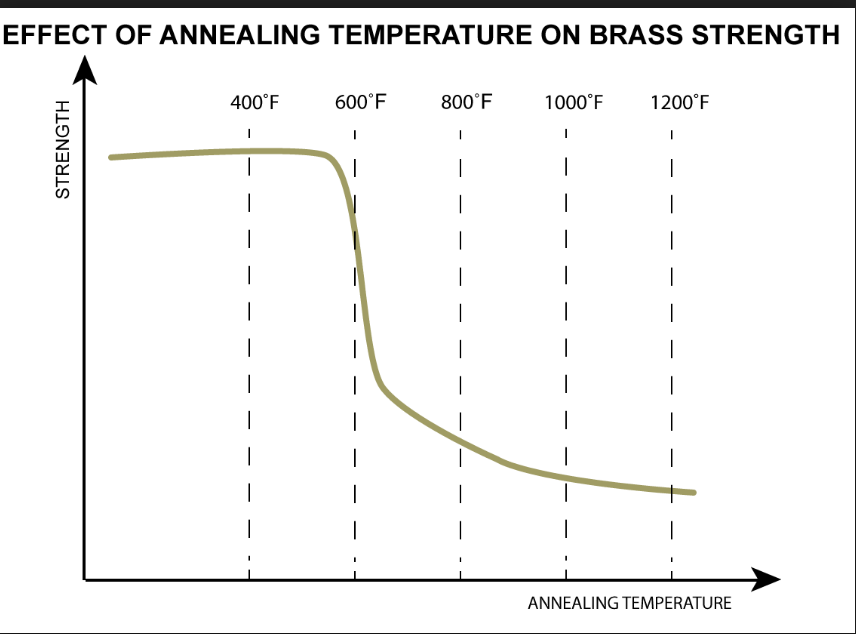 EFFECT OF ANNEALING TEMPERATURE ON BRASS STRENGTH
400°F 600°F 800°F 1000°F 1200°F
STRENGTH
ANNEALING TEMPERATURE